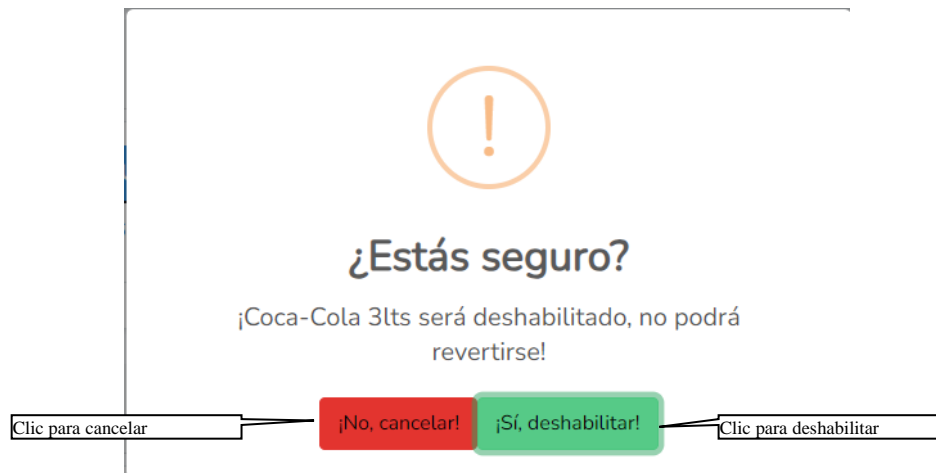 ¿Estás seguro?
¡Coca-Cola 3lts será deshabilitado, no podrá
revertirse!
Clic para cancelar
¡No, cancelar!
¡Sí, deshabilitar!
Clic para deshabilitar